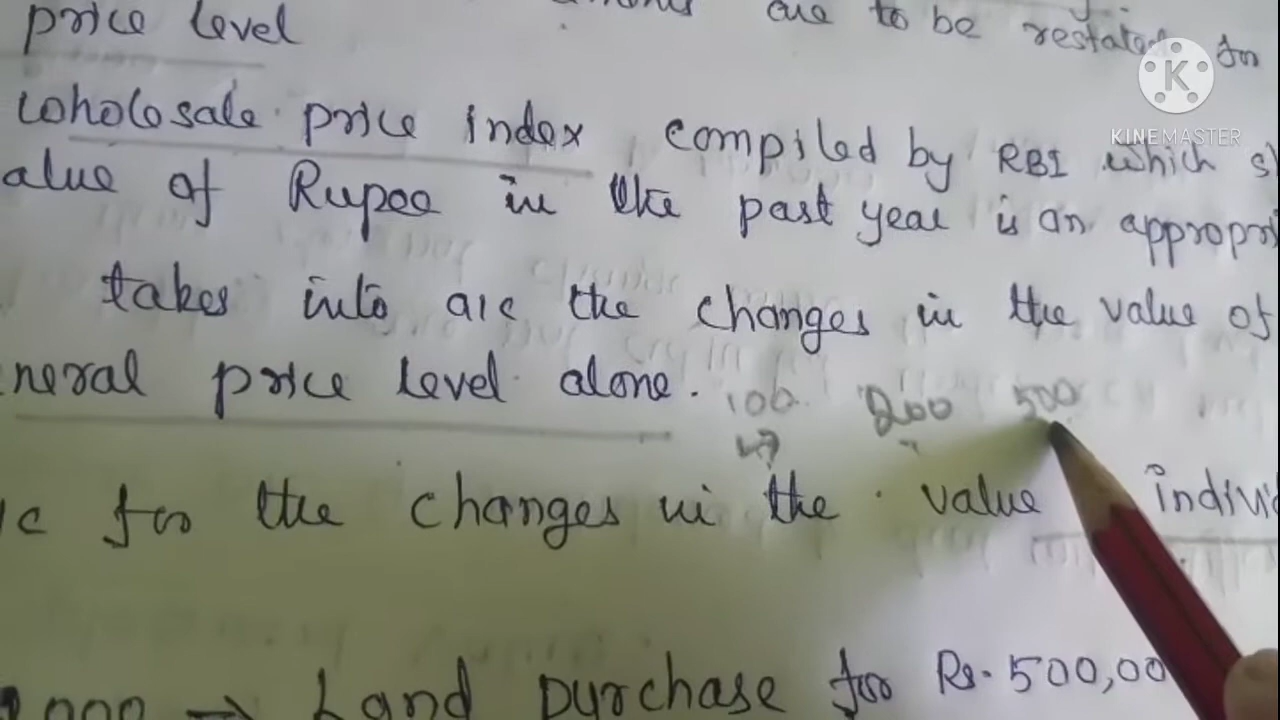 are to be restated for
price level
wholesale price index compiled by RBI which s
alue of Rupee in the past year is an appropri
takes into a/c the changes in the value of
neral price level alone.
100 200 500
/c for the changes in the value indivi
000 → Land purchase for Rs. 500,00
K
KINEMASTER